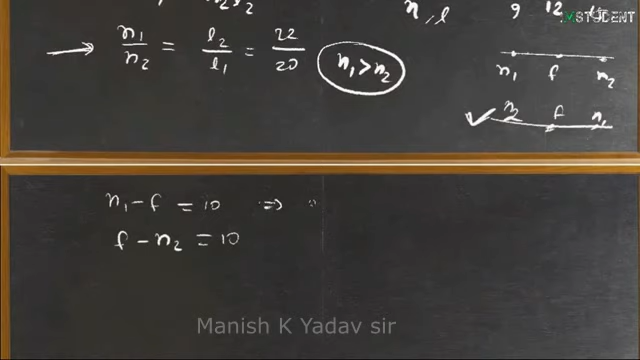 n, l 9 12
STUDENT
n₁/n₂ = l₂/l₁ = 22/20 n₁ > n₂
n₁ f n₂
n₂ f n₁
n₁ - f = 10 ⇒
f - n₂ = 10
Manish K Yadav sir